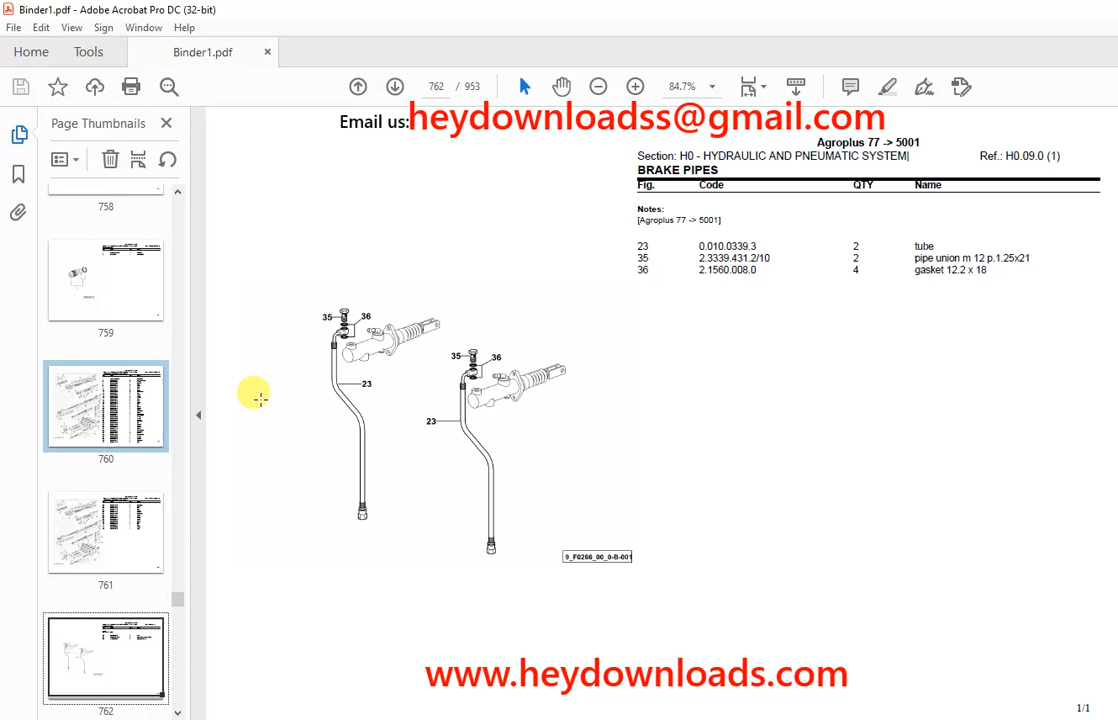 Binder1.pdf - Adobe Acrobat Pro DC (32-bit)
File Edit View Sign Window Help
Home Tools Binder1.pdf ×
762 / 953 84.7%
Page Thumbnails
Email us: heydownloadss@gmail.com
Agroplus 77 -> 5001
Section: H0 - HYDRAULIC AND PNEUMATIC SYSTEM| Ref.: H0.09.0 (1)
BRAKE PIPES
Fig. Code QTY Name
Notes:
[Agroplus 77 -> 5001]
23 0.010.0339.3 2 tube
35 2.3339.431.2/10 2 pipe union m 12 p.1.25x21
36 2.1560.008.0 4 gasket 12.2 x 18
758
759
760
761
762
35 36
35 36
23
23
9_F0266_00_0-B-001
www.heydownloads.com
1/1